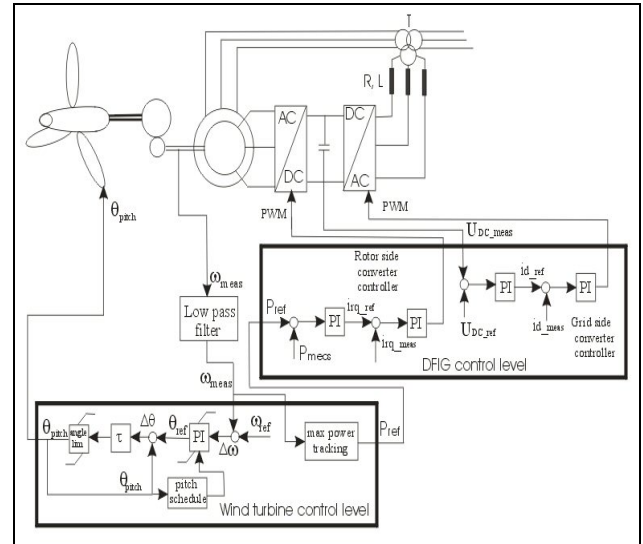 T
R, L
AC
DC
DC
AC
PWM
PWM
θpitch
UDC_meas
ωmeas
Rotor side
converter
controller
Low pass
filter
Pref
irq_ref
PI
PI
Pmecs
irq_meas
PI
id_ref
PI
UDC_ref
id_meas
Grid side
converter
controller
DFIG control level
ωmeas
θpitch
angle
lim
τ
Δθ
θref
PI
Δω
ωref
max power
tracking
Pref
θpitch
pitch
schedule
Wind turbine control level